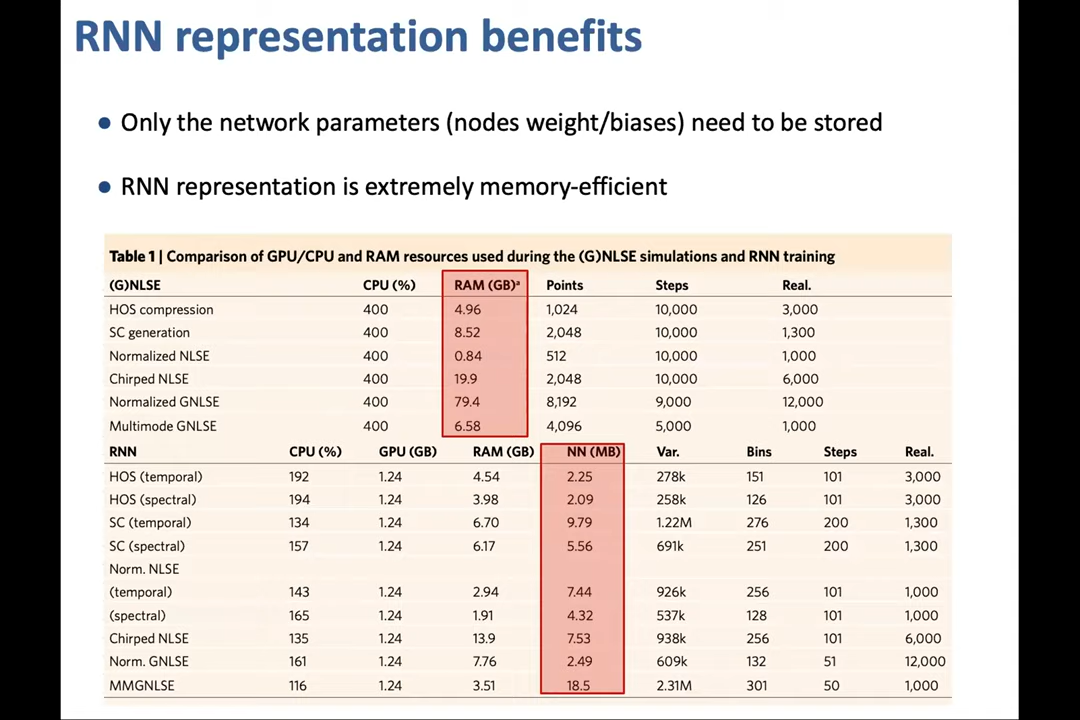 RNN representation benefits
● Only the network parameters (nodes weight/biases) need to be stored
● RNN representation is extremely memory-efficient
Table 1 | Comparison of GPU/CPU and RAM resources used during the (G)NLSE simulations and RNN training
(G)NLSE CPU (%) RAM (GB)ᵃ Points Steps Real.
HOS compression 400 4.96 1,024 10,000 3,000
SC generation 400 8.52 2,048 10,000 1,300
Normalized NLSE 400 0.84 512 10,000 1,000
Chirped NLSE 400 19.9 2,048 10,000 6,000
Normalized GNLSE 400 79.4 8,192 9,000 12,000
Multimode GNLSE 400 6.58 4,096 5,000 1,000
RNN CPU (%) GPU (GB) RAM (GB) NN (MB) Var. Bins Steps Real.
HOS (temporal) 192 1.24 4.54 2.25 278k 151 101 3,000
HOS (spectral) 194 1.24 3.98 2.09 258k 126 101 3,000
SC (temporal) 134 1.24 6.70 9.79 1.22M 276 200 1,300
SC (spectral) 157 1.24 6.17 5.56 691k 251 200 1,300
Norm. NLSE
(temporal) 143 1.24 2.94 7.44 926k 256 101 1,000
(spectral) 165 1.24 1.91 4.32 537k 128 101 1,000
Chirped NLSE 135 1.24 13.9 7.53 938k 256 101 6,000
Norm. GNLSE 161 1.24 7.76 2.49 609k 132 51 12,000
MMGNLSE 116 1.24 3.51 18.5 2.31M 301 50 1,000